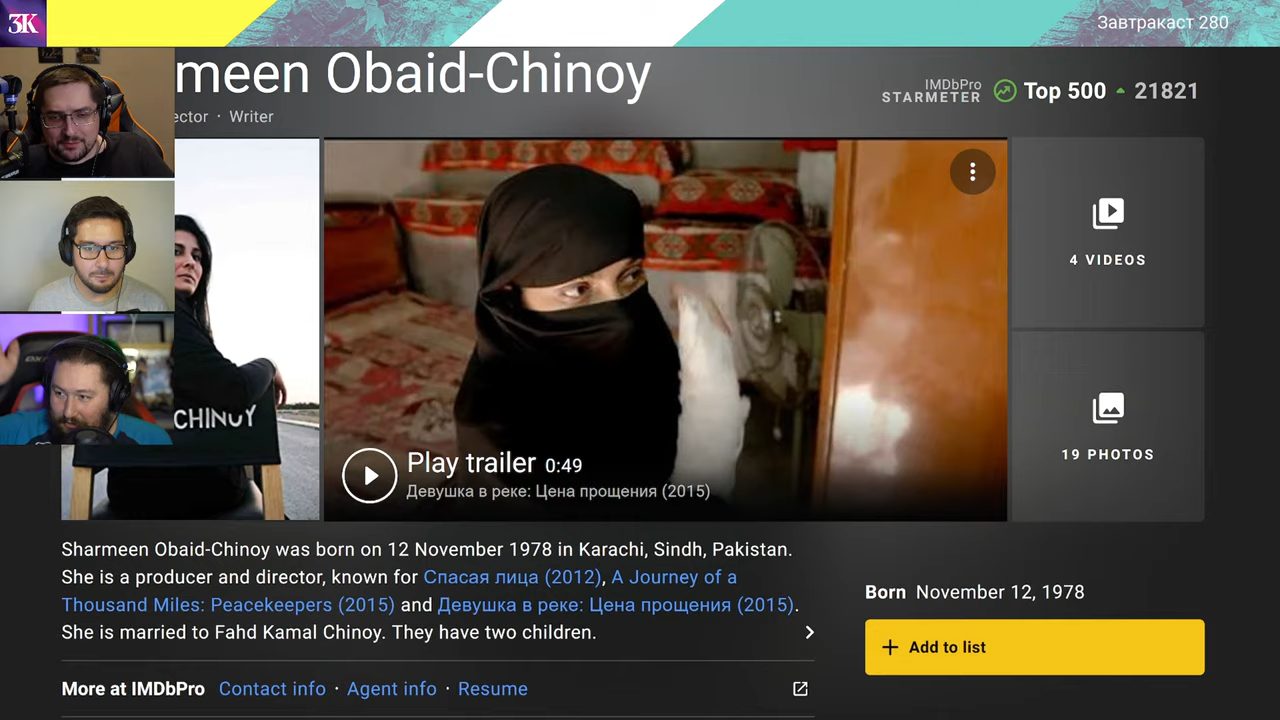 3K
Завтракаст 280
meen Obaid-Chinoy
ector · Writer
IMDbPro
STARMETER
Top 500
21821
CHINOY
4 VIDEOS
19 PHOTOS
Play trailer 0:49
Девушка в реке: Цена прощения (2015)
Sharmeen Obaid-Chinoy was born on 12 November 1978 in Karachi, Sindh, Pakistan.
She is a producer and director, known for Спасая лица (2012), A Journey of a
Thousand Miles: Peacekeepers (2015) and Девушка в реке: Цена прощения (2015).
She is married to Fahd Kamal Chinoy. They have two children.
Born November 12, 1978
+ Add to list
More at IMDbPro Contact info · Agent info · Resume